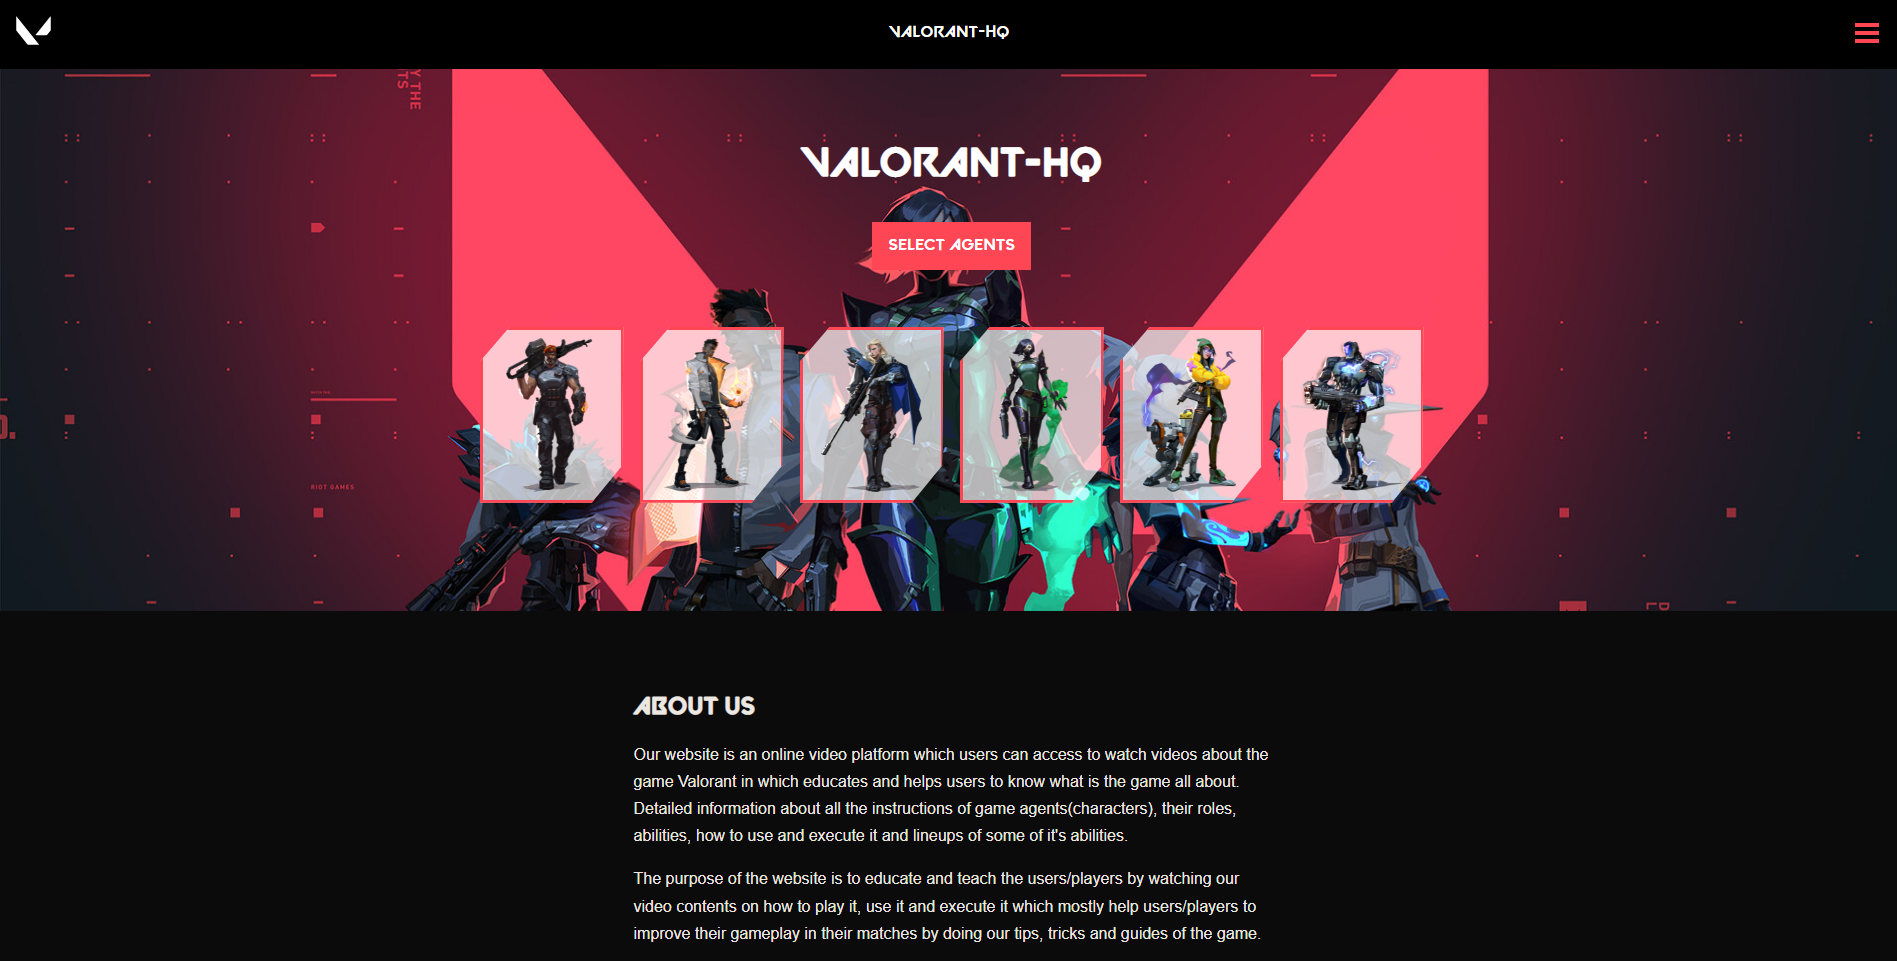 VALORANT-HQ
Y THE
TS
VALORANT-HQ
SELECT AGENTS
RIOT GAMES
ABOUT US
Our website is an online video platform which users can access to watch videos about the
game Valorant in which educates and helps users to know what is the game all about.
Detailed information about all the instructions of game agents(characters), their roles,
abilities, how to use and execute it and lineups of some of it's abilities.
The purpose of the website is to educate and teach the users/players by watching our
video contents on how to play it, use it and execute it which mostly help users/players to
improve their gameplay in their matches by doing our tips, tricks and guides of the game.